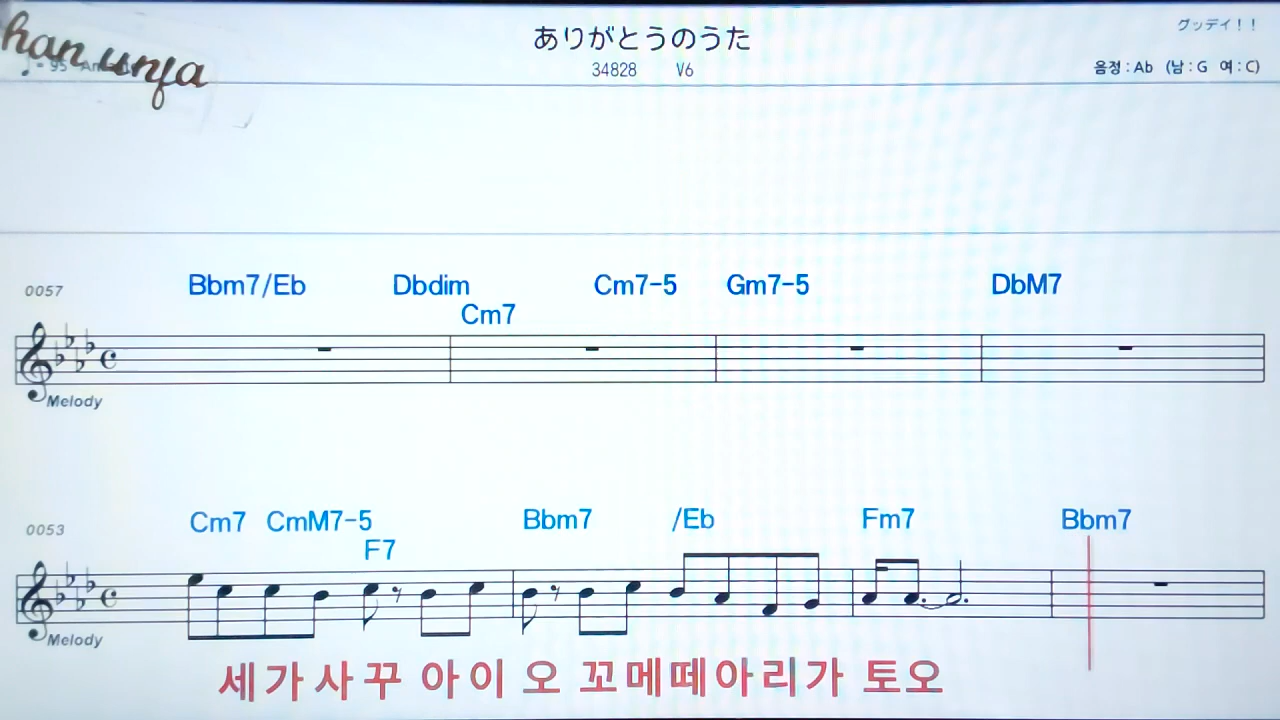 han unja
ありがとうのうた
グッデイ！！
34828 V6
음정 : Ab (남 : G 여 : C)
♩= 95
0057
Bbm7/Eb Dbdim Cm7 Cm7-5 Gm7-5 DbM7
Melody
0053
Cm7 CmM7-5 F7 Bbm7 /Eb Fm7 Bbm7
Melody
세가사꾸 아이 오 꼬메떼아리가 토오